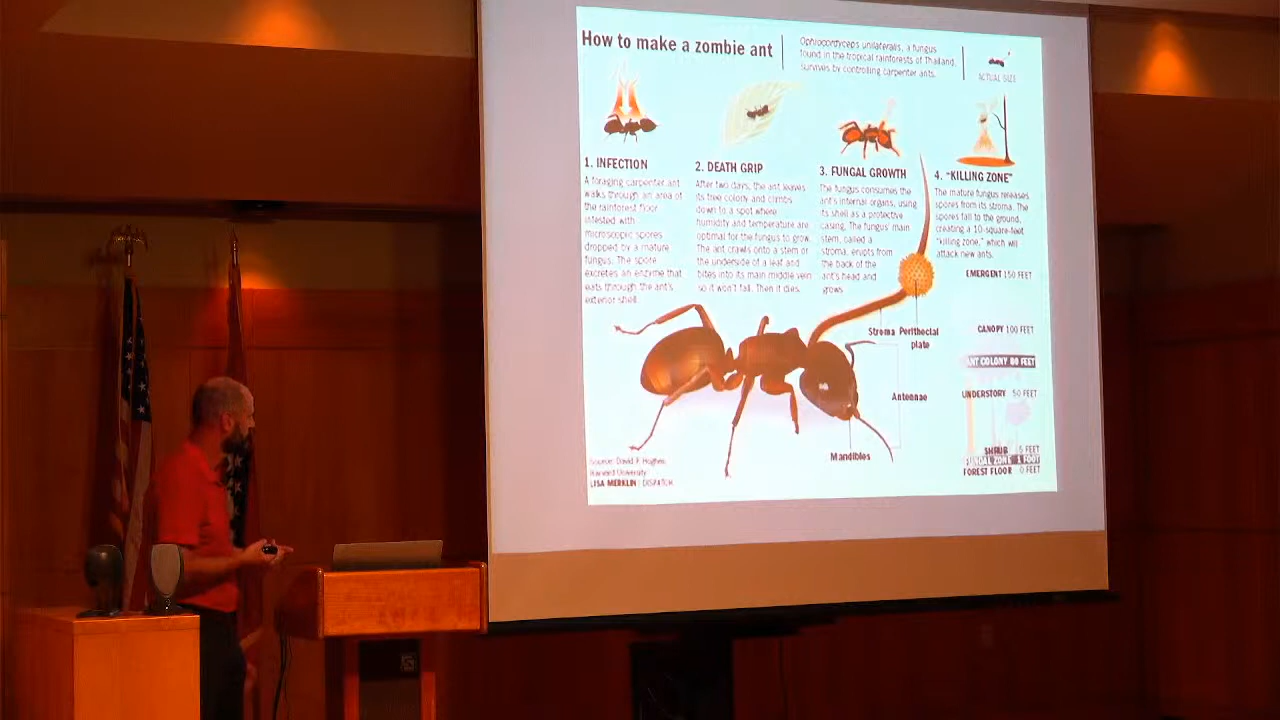 How to make a zombie ant
Ophrocordyceps unilateralis, a fungus
found in the tropical rainforests of Thailand,
survives by controlling carpenter ants.
ACTUAL SIZE
1. INFECTION
A foraging carpenter ant
walks through an area of
the rainforest floor
infested with
microscopic spores
dropped by a mature
fungus. The spore
excretes an enzyme that
eats through the ant's
exterior shell.
2. DEATH GRIP
After two days, the ant leaves
its tree colony and climbs
down to a spot where
humidity and temperature are
optimal for the fungus to grow.
The ant crawls onto a stem or
the underside of a leaf and
bites into its main middle vein
so it won't fall. Then it dies.
3. FUNGAL GROWTH
The fungus consumes the
ant's internal organs, using
its shell as a protective
casing. The fungus' main
stem, called a
stroma, erupts from
the back of the
ant's head and
grows.
4. "KILLING ZONE"
The mature fungus releases
spores from its stroma. The
spores fall to the ground,
creating a 10-square-foot
"killing zone," which will
attack new ants.
EMERGENT 150 FEET
CANOPY 100 FEET
ANT COLONY 80 FEET
UNDERSTORY 50 FEET
SHRUB 5 FEET
FUNGAL ZONE 1 FOOT
FOREST FLOOR 0 FEET
Stroma Perithecial
plate
Antennae
Mandibles
Source: David P. Hughes,
Harvard University
LISA MERKLIN DISPATCH